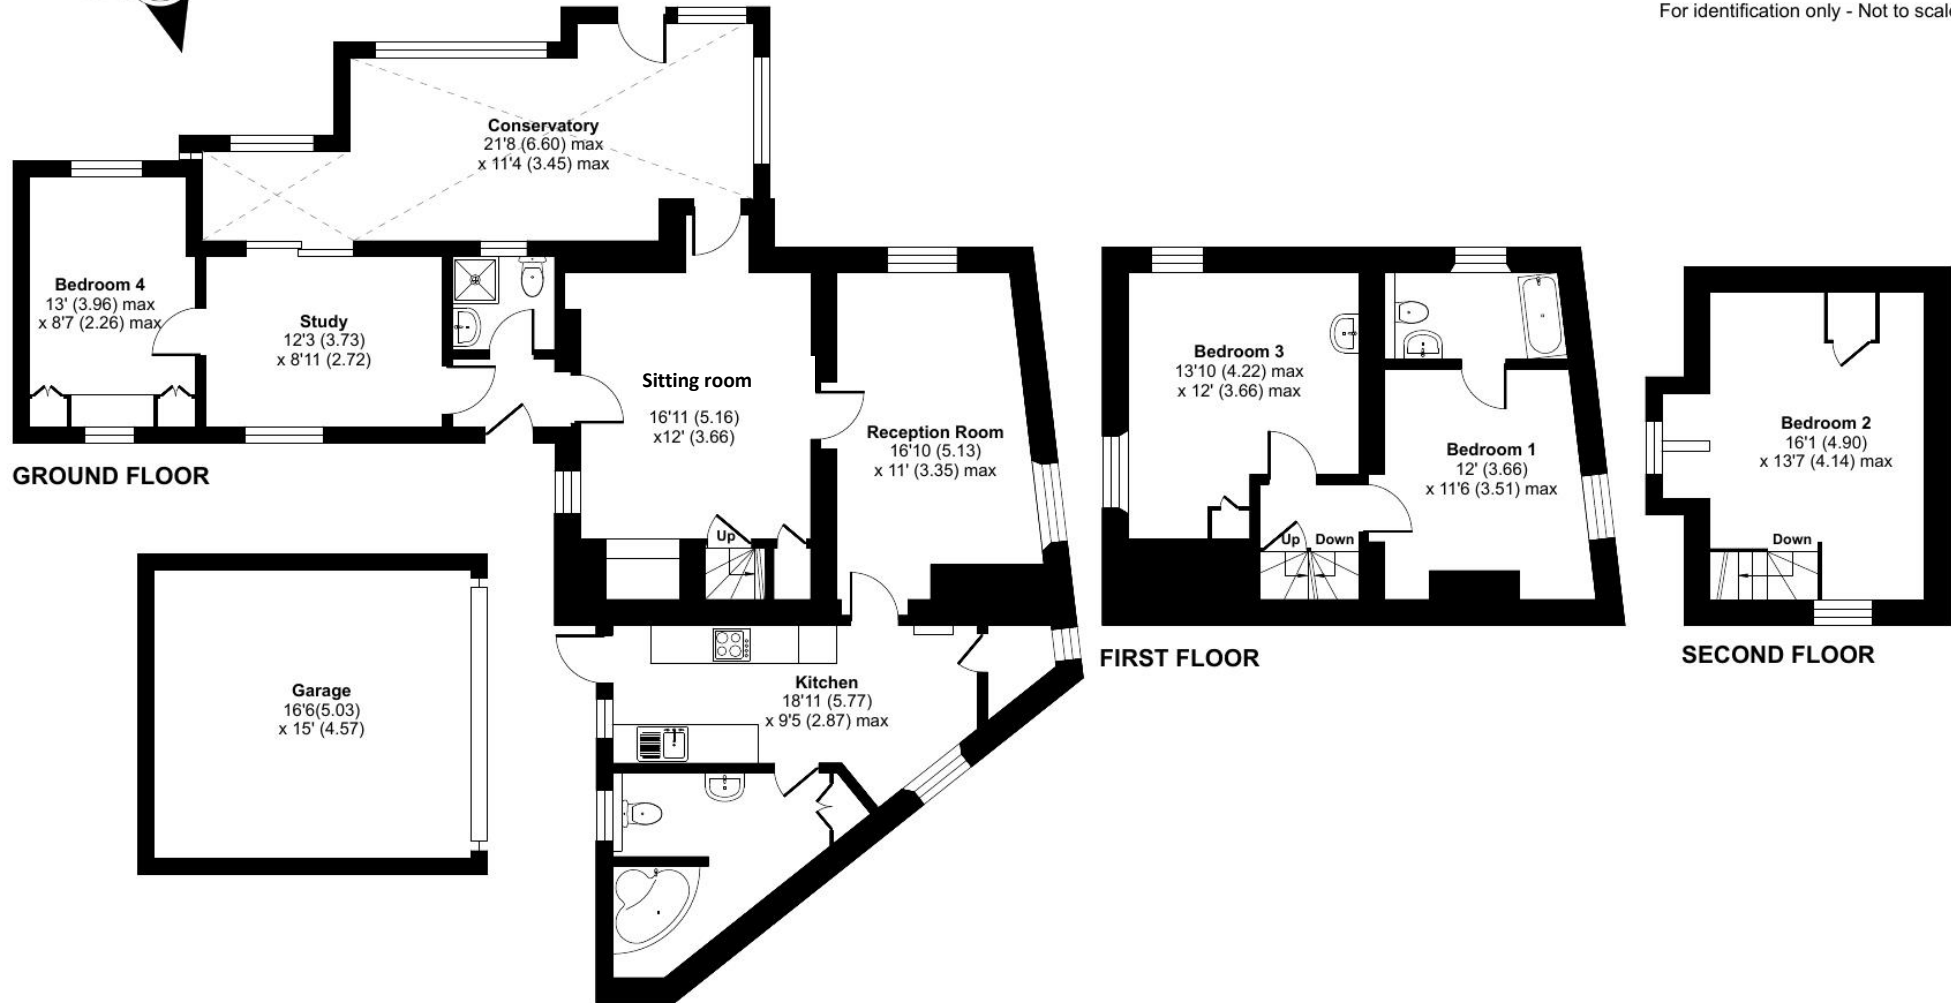 For identification only - Not to scale
Conservatory
21'8 (6.60) max
x 11'4 (3.45) max
Bedroom 4
13' (3.96) max
x 8'7 (2.26) max
Study
12'3 (3.73)
x 8'11 (2.72)
Sitting room
16'11 (5.16)
x12' (3.66)
Reception Room
16'10 (5.13)
x 11' (3.35) max
Up
GROUND FLOOR
Kitchen
18'11 (5.77)
x 9'5 (2.87) max
Garage
16'6(5.03)
x 15' (4.57)
Bedroom 3
13'10 (4.22) max
x 12' (3.66) max
Bedroom 1
12' (3.66)
x 11'6 (3.51) max
Up
Down
FIRST FLOOR
Bedroom 2
16'1 (4.90)
x 13'7 (4.14) max
Down
SECOND FLOOR